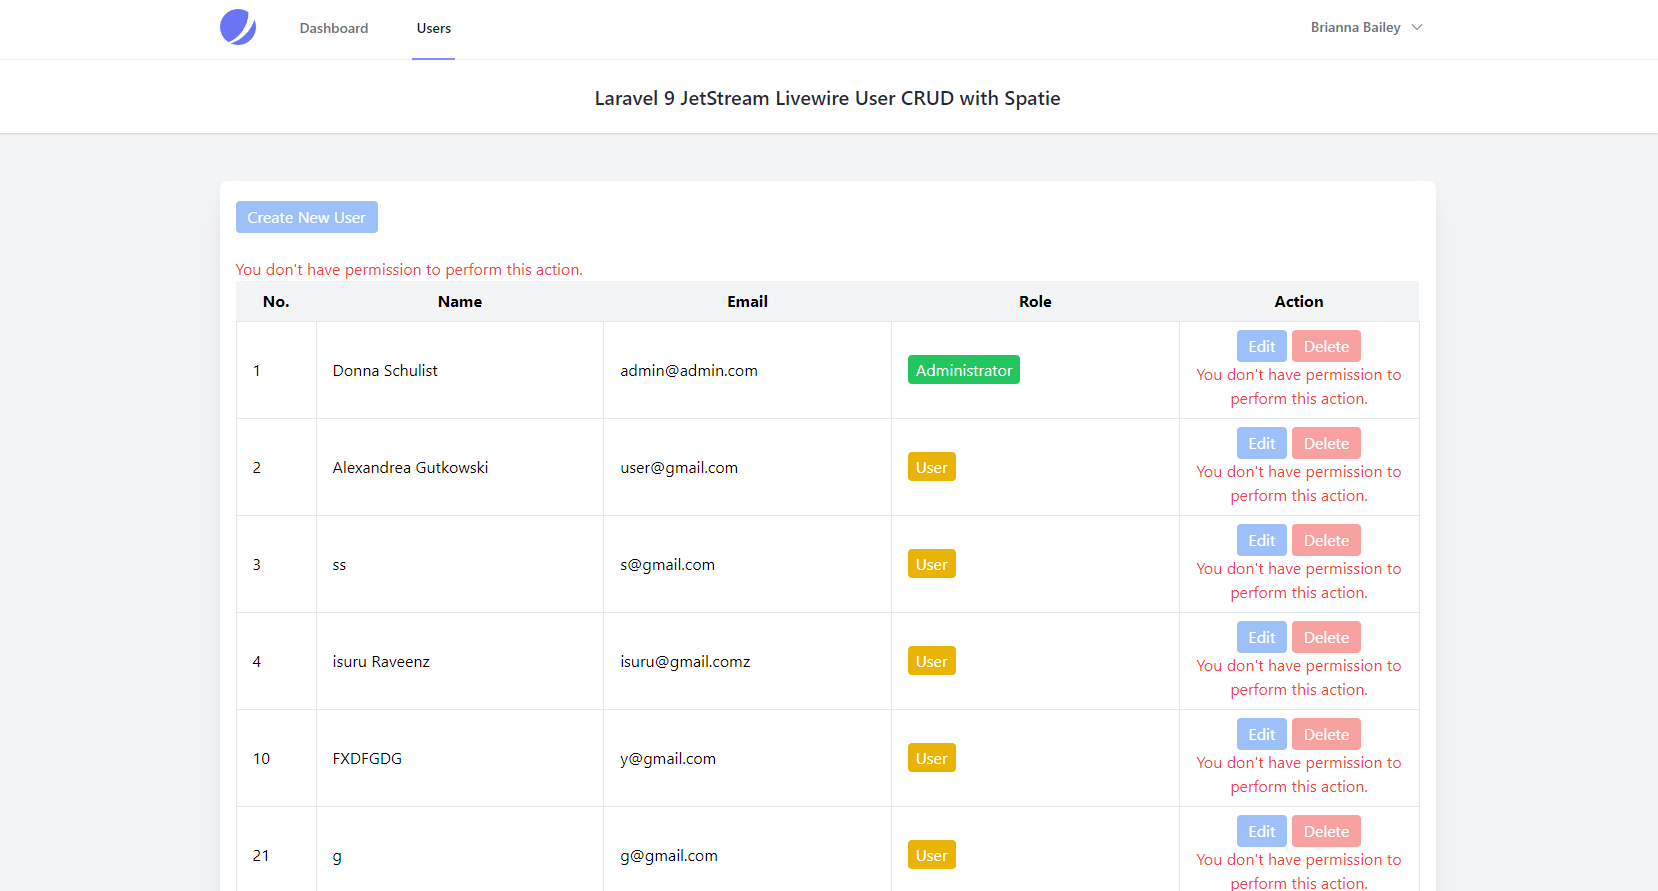 Dashboard Users Brianna Bailey
Laravel 9 JetStream Livewire User CRUD with Spatie
Create New User
You don't have permission to perform this action.
No. Name Email Role Action
1 Donna Schulist admin@admin.com Administrator Edit Delete
You don't have permission to
perform this action.
2 Alexandrea Gutkowski user@gmail.com User Edit Delete
You don't have permission to
perform this action.
3 ss s@gmail.com User Edit Delete
You don't have permission to
perform this action.
4 isuru Raveenz isuru@gmail.comz User Edit Delete
You don't have permission to
perform this action.
10 FXDFGDG y@gmail.com User Edit Delete
You don't have permission to
perform this action.
21 g g@gmail.com User Edit Delete
You don't have permission to
perform this action.